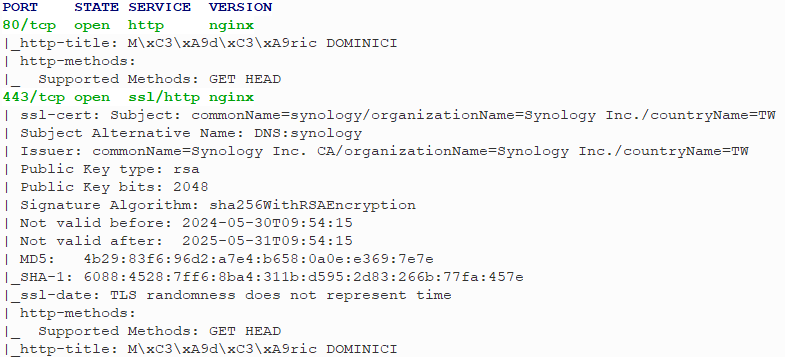 PORT    STATE SERVICE  VERSION
80/tcp  open  http     nginx
|_http-title: M\xC3\xA9d\xC3\xA9ric DOMINICI
| http-methods:
|_  Supported Methods: GET HEAD
443/tcp open  ssl/http nginx
| ssl-cert: Subject: commonName=synology/organizationName=Synology Inc./countryName=TW
| Subject Alternative Name: DNS:synology
| Issuer: commonName=Synology Inc. CA/organizationName=Synology Inc./countryName=TW
| Public Key type: rsa
| Public Key bits: 2048
| Signature Algorithm: sha256WithRSAEncryption
| Not valid before: 2024-05-30T09:54:15
| Not valid after:  2025-05-31T09:54:15
| MD5:   4b29:83f6:96d2:a7e4:b658:0a0e:e369:7e7e
|_SHA-1: 6088:4528:7ff6:8ba4:311b:d595:2d83:266b:77fa:457e
|_ssl-date: TLS randomness does not represent time
| http-methods:
|_  Supported Methods: GET HEAD
|_http-title: M\xC3\xA9d\xC3\xA9ric DOMINICI